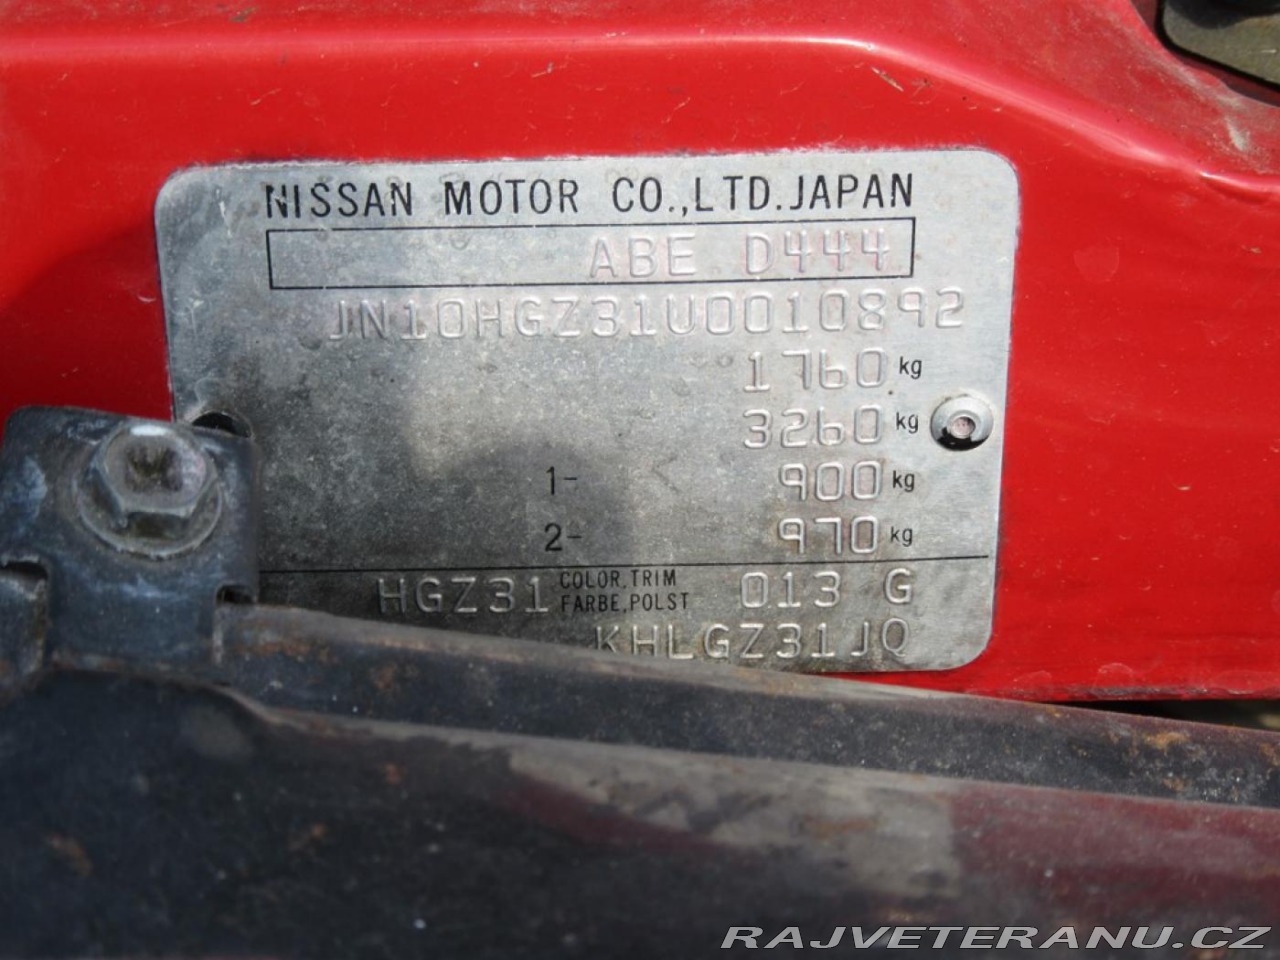 NISSAN MOTOR CO.,LTD.JAPAN
ABE D444
JN10HGZ31U0010892
1760 kg
3260 kg
1- 900 kg
2- 970 kg
HGZ31 COLOR,TRIM 013 G
FARBE,POLST
KHLGZ31JQ
RAJVETERANU.CZ